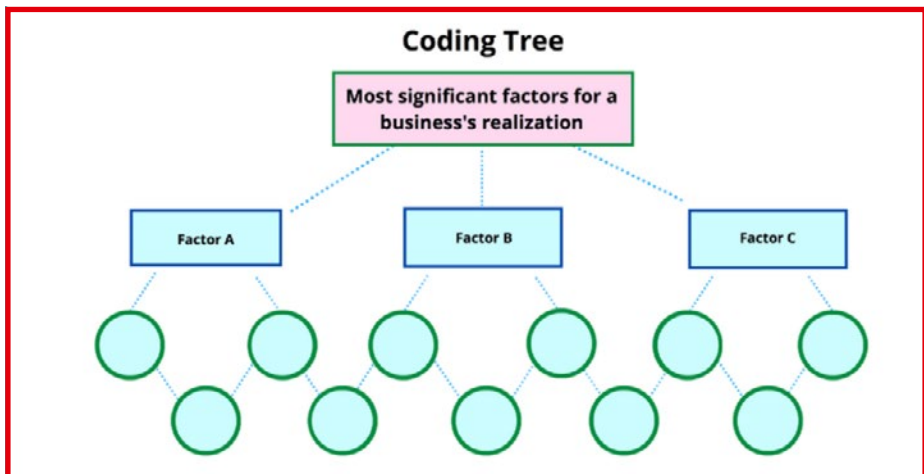 Coding Tree
Most significant factors for a
business's realization
Factor A
Factor B
Factor C